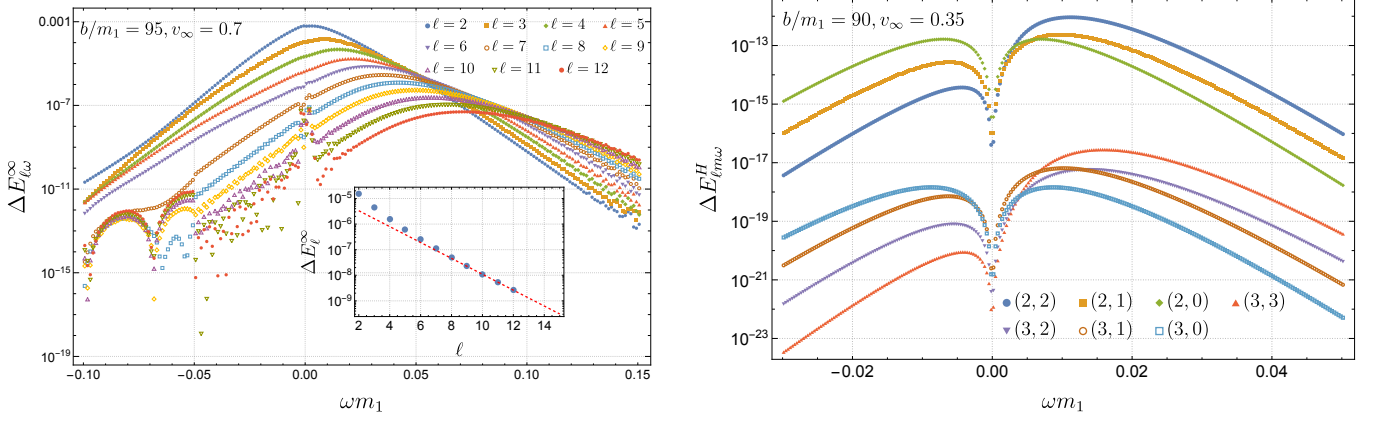 b/m₁ = 95, v∞ = 0.7
ℓ = 2 ℓ = 3 ℓ = 4 ℓ = 5
ℓ = 6 ℓ = 7 ℓ = 8 ℓ = 9
ℓ = 10 ℓ = 11 ℓ = 12
ΔE^∞_ℓω
0.001
10⁻⁷
10⁻¹¹
10⁻¹⁵
10⁻¹⁹
−0.10 −0.05 0.00 0.05 0.10 0.15
ωm₁
ΔE^∞_ℓ
10⁻⁵
10⁻⁶
10⁻⁷
10⁻⁸
10⁻⁹
2 4 6 8 10 12 14
ℓ
b/m₁ = 90, v∞ = 0.35
ΔE^H_ℓmω
10⁻¹³
10⁻¹⁵
10⁻¹⁷
10⁻¹⁹
10⁻²¹
10⁻²³
(2, 2) (2, 1) (2, 0) (3, 3)
(3, 2) (3, 1) (3, 0)
−0.02 0.00 0.02 0.04
ωm₁